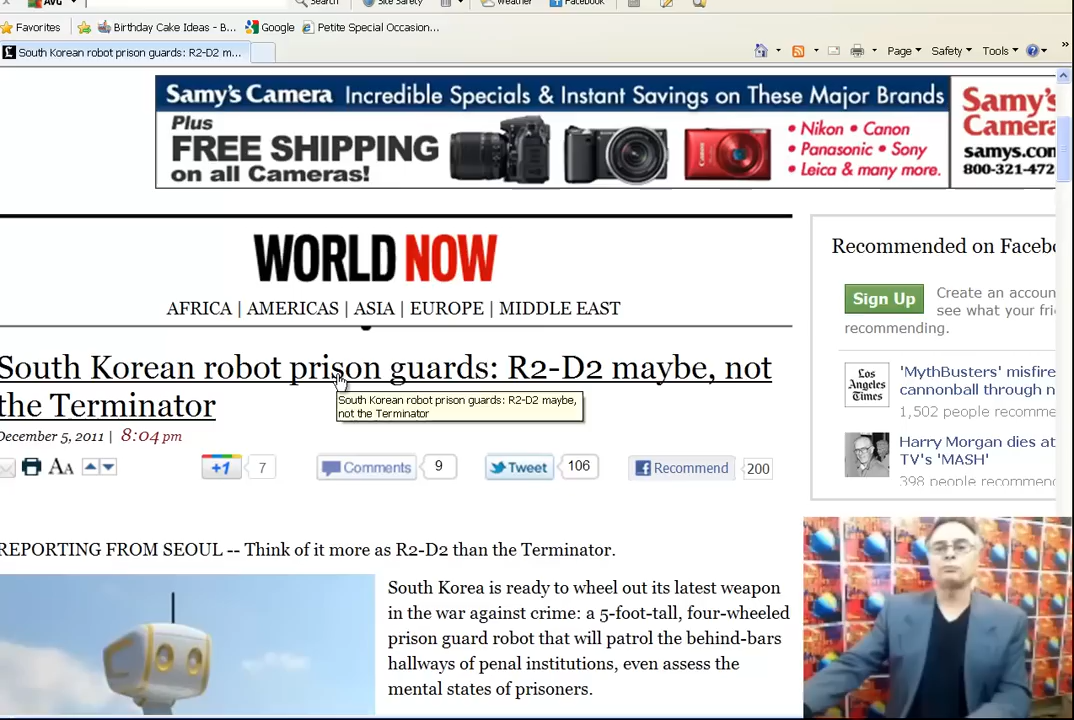 AVG
Search
Site Safety
Weather
Facebook
Favorites
Birthday Cake Ideas - B...
Google
Petite Special Occasion...
South Korean robot prison guards: R2-D2 m...
Page
Safety
Tools
»
Samy's Camera Incredible Specials & Instant Savings on These Major Brands
Plus
FREE SHIPPING
on all Cameras!
• Nikon • Canon
• Panasonic • Sony
• Leica & many more.
Samy's
Camera
samys.com
800-321-472
WORLD NOW
AFRICA | AMERICAS | ASIA | EUROPE | MIDDLE EAST
South Korean robot prison guards: R2-D2 maybe, not
the Terminator
South Korean robot prison guards: R2-D2 maybe,
not the Terminator
December 5, 2011 | 8:04 pm
AA
+1
7
Comments
9
Tweet
106
Recommend
200
Recommended on Facebo
Sign Up
Create an accoun
see what your frie
recommending.
Los
Angeles
Times
'MythBusters' misfire
cannonball through n
1,502 people recomme
Harry Morgan dies at
TV's 'MASH'
398 people recommen
REPORTING FROM SEOUL -- Think of it more as R2-D2 than the Terminator.
South Korea is ready to wheel out its latest weapon
in the war against crime: a 5-foot-tall, four-wheeled
prison guard robot that will patrol the behind-bars
hallways of penal institutions, even assess the
mental states of prisoners.